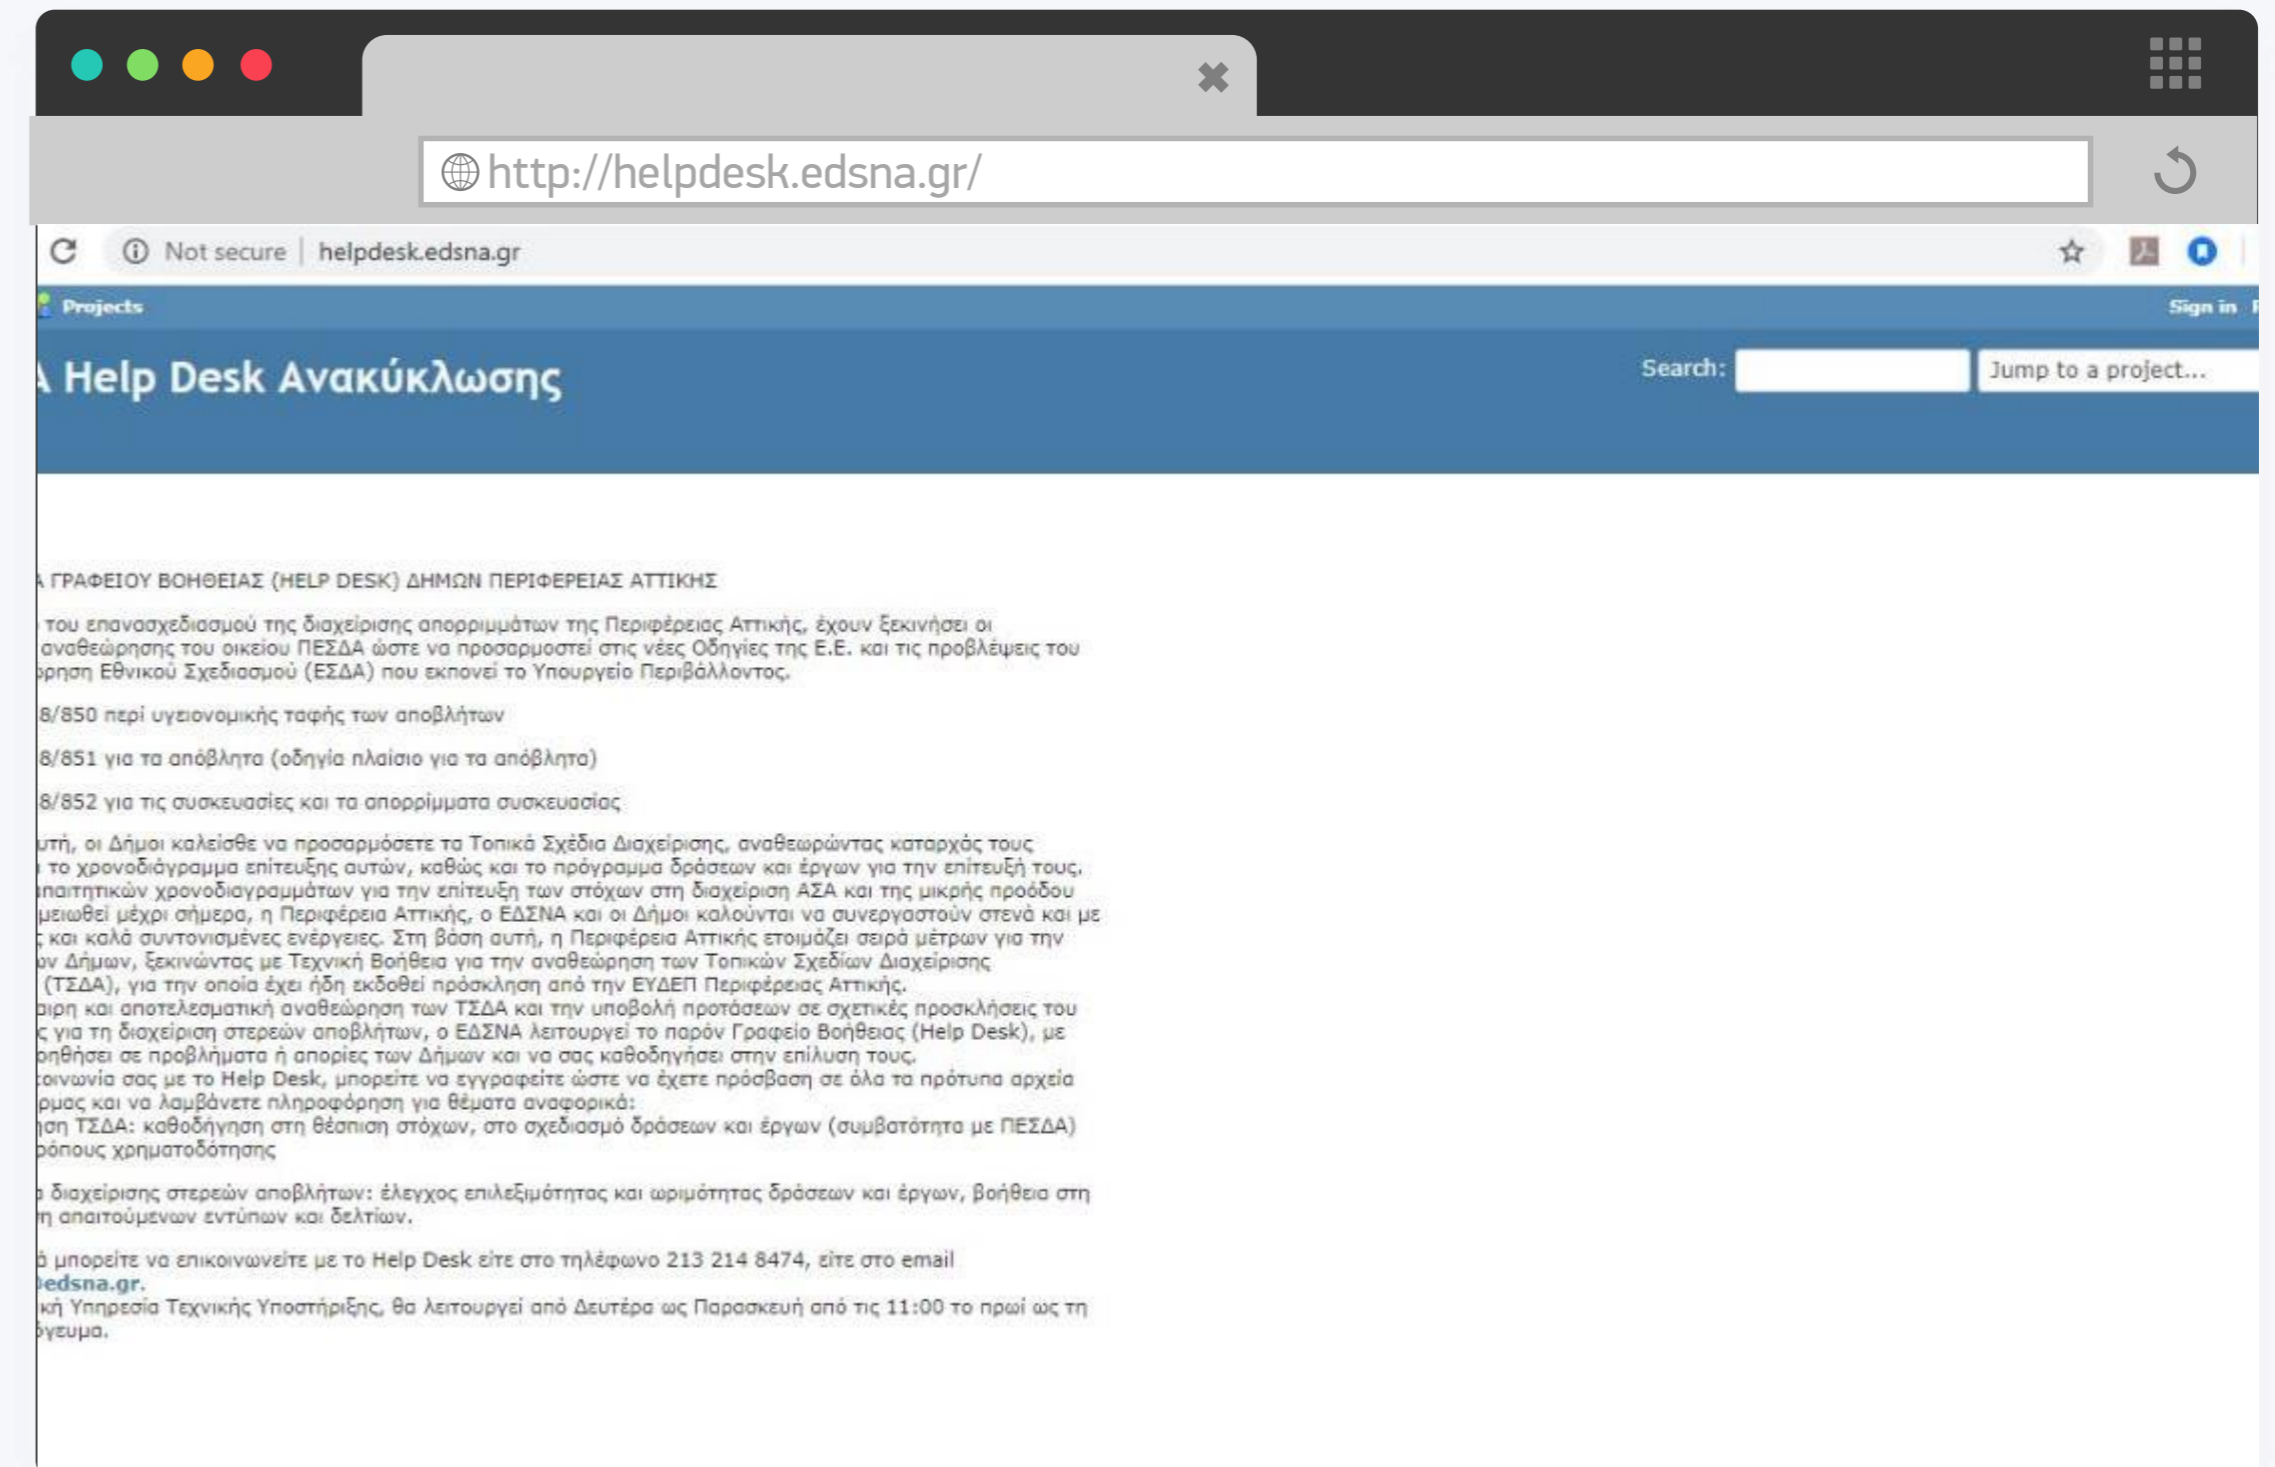 http://helpdesk.edsna.gr/
Not secure | helpdesk.edsna.gr
Projects
Sign in
Help Desk Ανακύκλωσης
Search:
Jump to a project...
ΓΡΑΦΕΙΟΥ ΒΟΗΘΕΙΑΣ (HELP DESK) ΔΗΜΩΝ ΠΕΡΙΦΕΡΕΙΑΣ ΑΤΤΙΚΗΣ
του επανασχεδιασμού της διαχείρισης απορριμμάτων της Περιφέρειας Αττικής, έχουν ξεκινήσει οι
αναθεώρησης του οικείου ΠΕΣΔΑ ώστε να προσαρμοστεί στις νέες Οδηγίες της Ε.Ε. και τις προβλέψεις του
Εθνικού Σχεδιασμού (ΕΣΔΑ) που εκπονεί το Υπουργείο Περιβάλλοντος.
8/850 περί υγειονομικής ταφής των αποβλήτων
8/851 για τα απόβλητα (οδηγία πλαίσιο για τα απόβλητα)
8/852 για τις συσκευασίες και τα απορρίμματα συσκευασίας
υτή, οι Δήμοι καλείσθε να προσαρμόσετε τα Τοπικά Σχέδια Διαχείρισης, αναθεωρώντας καταρχάς τους
το χρονοδιάγραμμα επίτευξης αυτών, καθώς και το πρόγραμμα δράσεων και έργων για την επίτευξή τους.
παιτητικών χρονοδιαγραμμάτων για την επίτευξη των στόχων στη διαχείριση ΑΣΑ και της μικρής προόδου
μειωθεί μέχρι σήμερα, η Περιφέρεια Αττικής, ο ΕΔΣΝΑ και οι Δήμοι καλούνται να συνεργαστούν στενά και με
ς και καλά συντονισμένες ενέργειες. Στη βάση αυτή, η Περιφέρεια Αττικής ετοιμάζει σειρά μέτρων για την
ων Δήμων, ξεκινώντας με Τεχνική Βοήθεια για την αναθεώρηση των Τοπικών Σχεδίων Διαχείρισης
(ΤΣΔΑ), για την οποία έχει ήδη εκδοθεί πρόσκληση από την ΕΥΔΕΠ Περιφέρειας Αττικής.
αιρη και αποτελεσματική αναθεώρηση των ΤΣΔΑ και την υποβολή προτάσεων σε σχετικές προσκλήσεις του
ς για τη διαχείριση στερεών αποβλήτων, ο ΕΔΣΝΑ λειτουργεί το παρόν Γραφείο Βοήθειας (Help Desk), με
οηθήσει σε προβλήματα ή απορίες των Δήμων και να σας καθοδηγήσει στην επίλυση τους.
κοινωνία σας με το Help Desk, μπορείτε να εγγραφείτε ώστε να έχετε πρόσβαση σε όλα τα πρότυπα αρχεία
ρμας και να λαμβάνετε πληροφόρηση για θέματα αναφορικά:
ηση ΤΣΔΑ: καθοδήγηση στη θέσπιση στόχων, στο σχεδιασμό δράσεων και έργων (συμβατότητα με ΠΕΣΔΑ)
ρόπους χρηματοδότησης
διαχείρισης στερεών αποβλήτων: έλεγχος επιλεξιμότητας και ωριμότητας δράσεων και έργων, βοήθεια στη
η απαιτούμενων εντύπων και δελτίων.
ά μπορείτε να επικοινωνείτε με το Help Desk είτε στο τηλέφωνο 213 214 8474, είτε στο email
edsna.gr.
ική Υπηρεσία Τεχνικής Υποστήριξης, θα λειτουργεί από Δευτέρα ως Παρασκευή από τις 11:00 το πρωί ως τη
όγευμα.